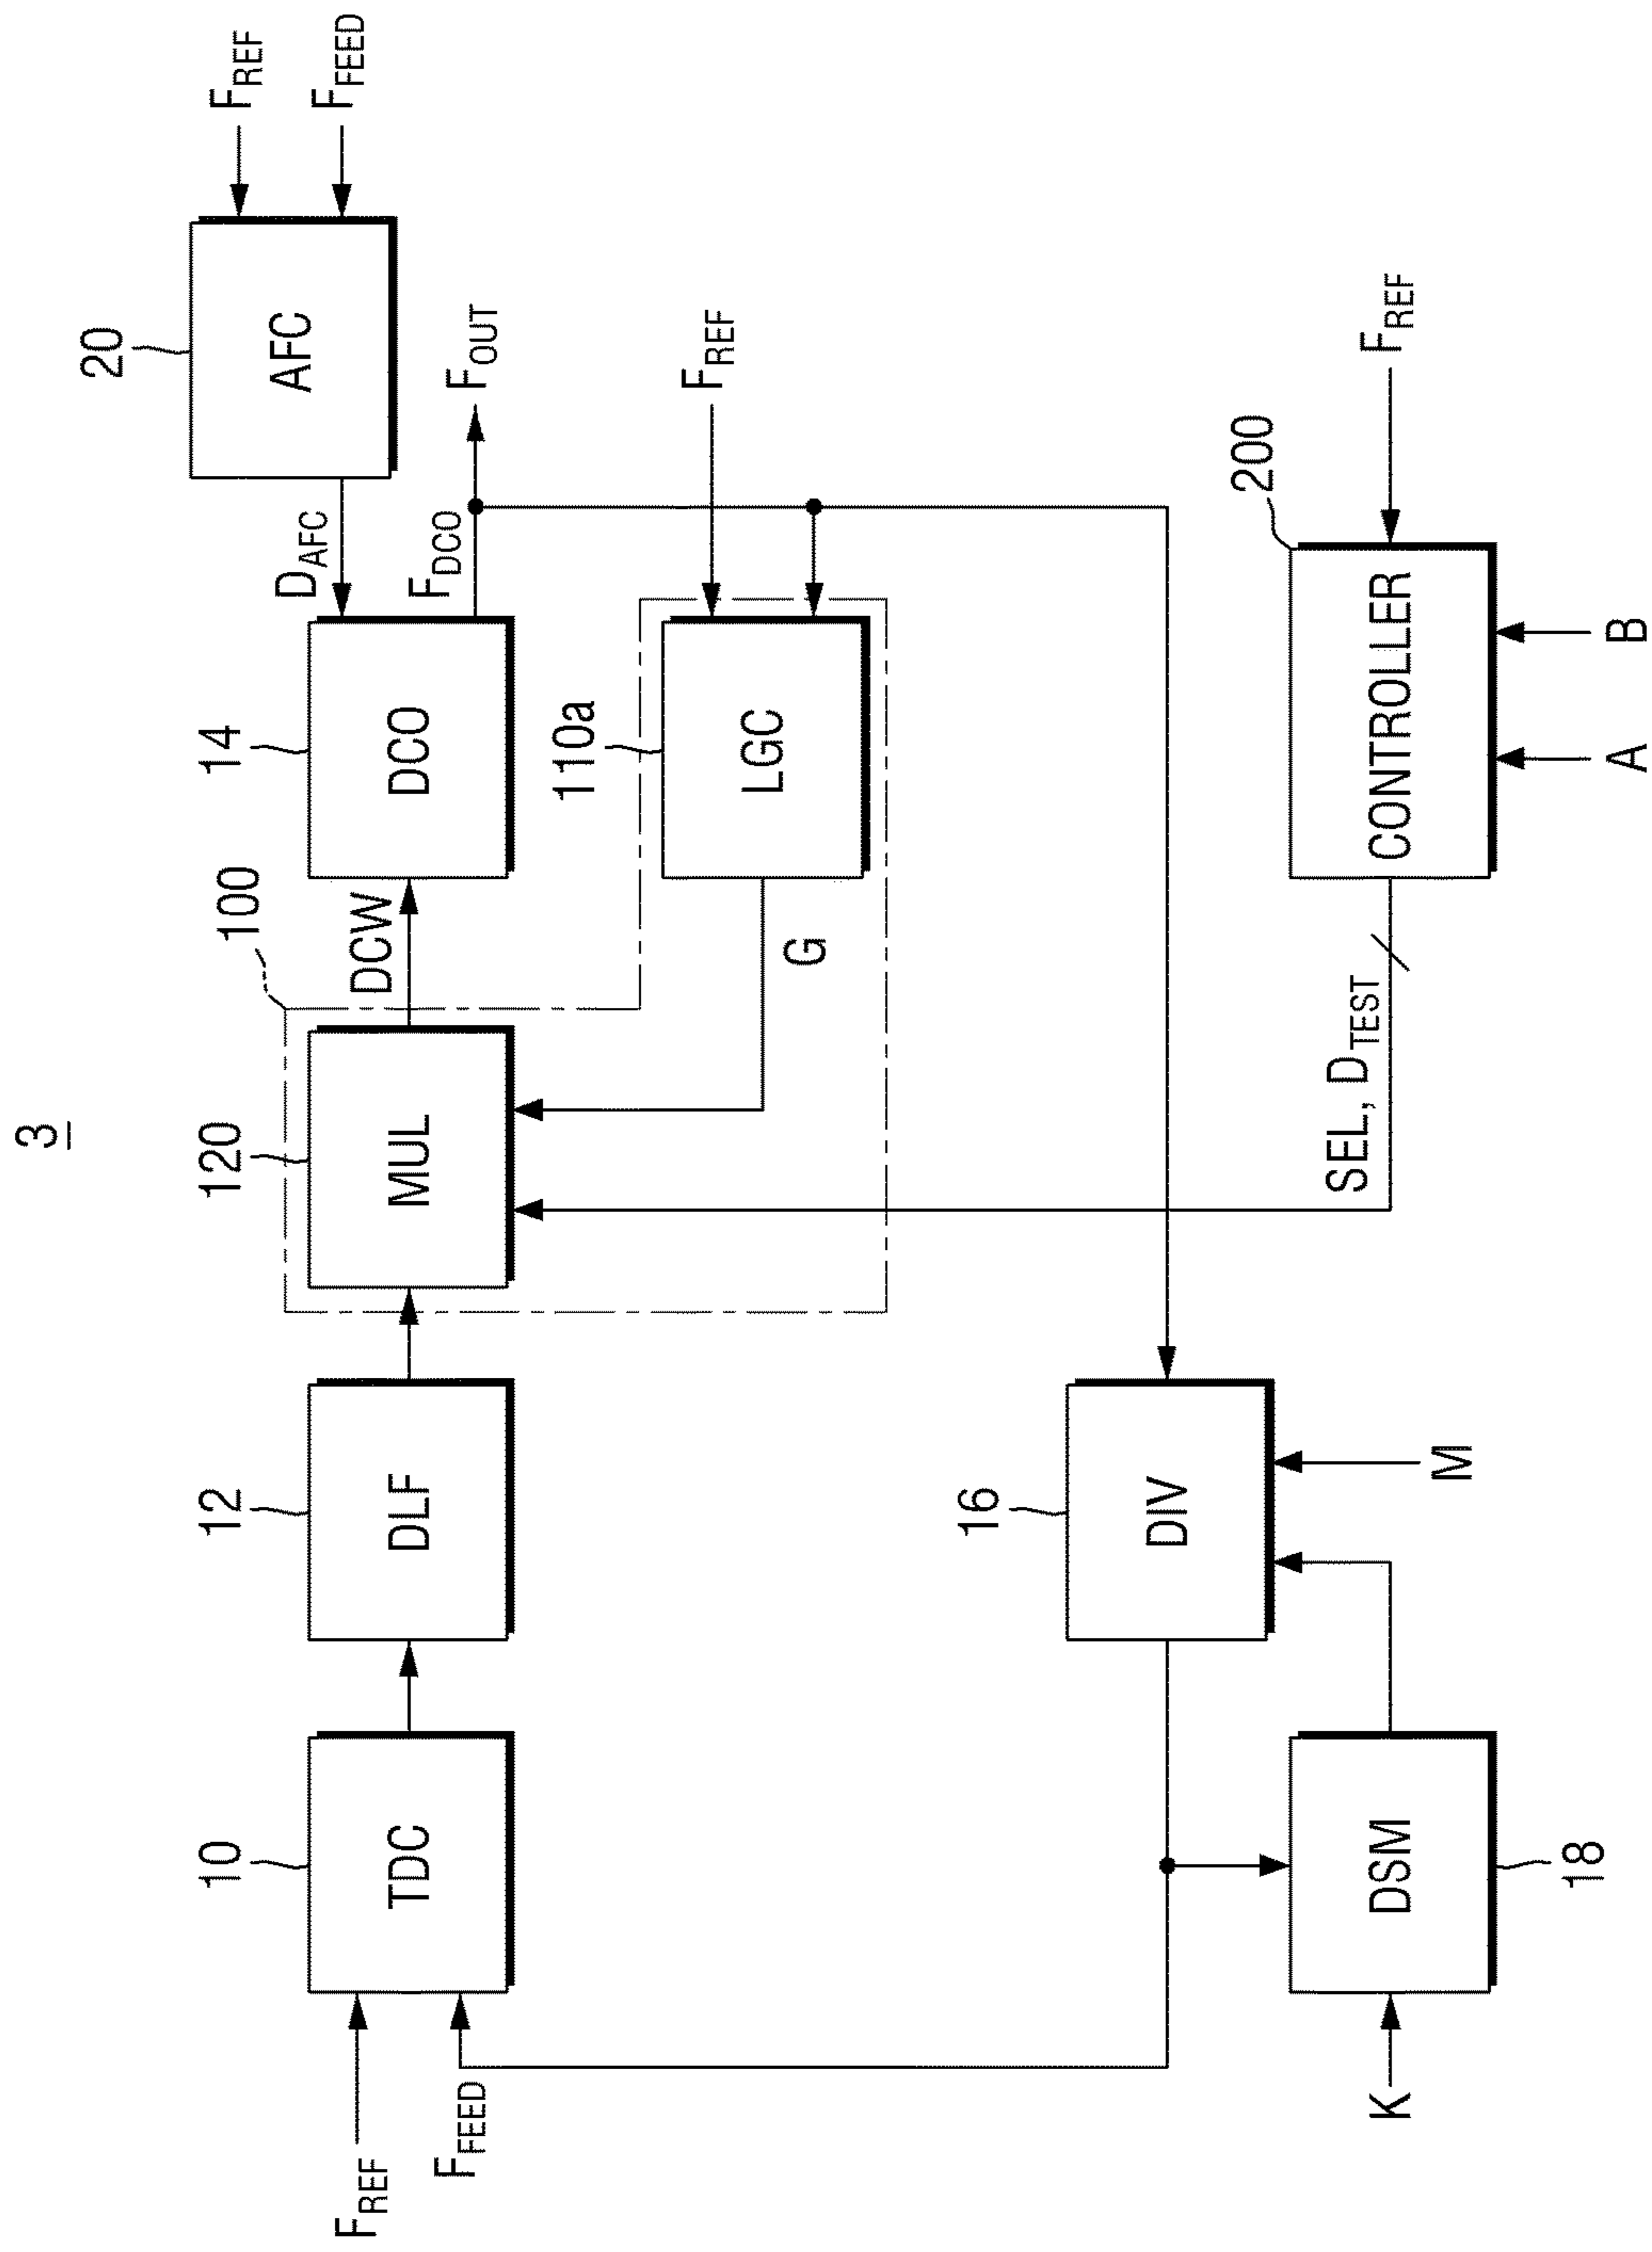 3
20
AFC
F_REF
F_FEED
D_AFC
100
10
TDC
12
DLF
120
MUL
DCW
14
DCO
F_DCO
F_OUT
F_REF
F_FEED
G
110a
LGC
F_REF
16
DIV
M
SEL, D_TEST
200
CONTROLLER
F_REF
A
B
K
DSM
18